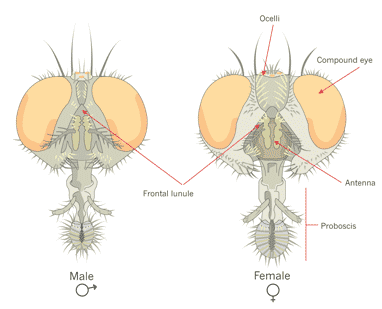 Ocelli
Compound eye
Frontal lunule
Antenna
Proboscis
Male
Female